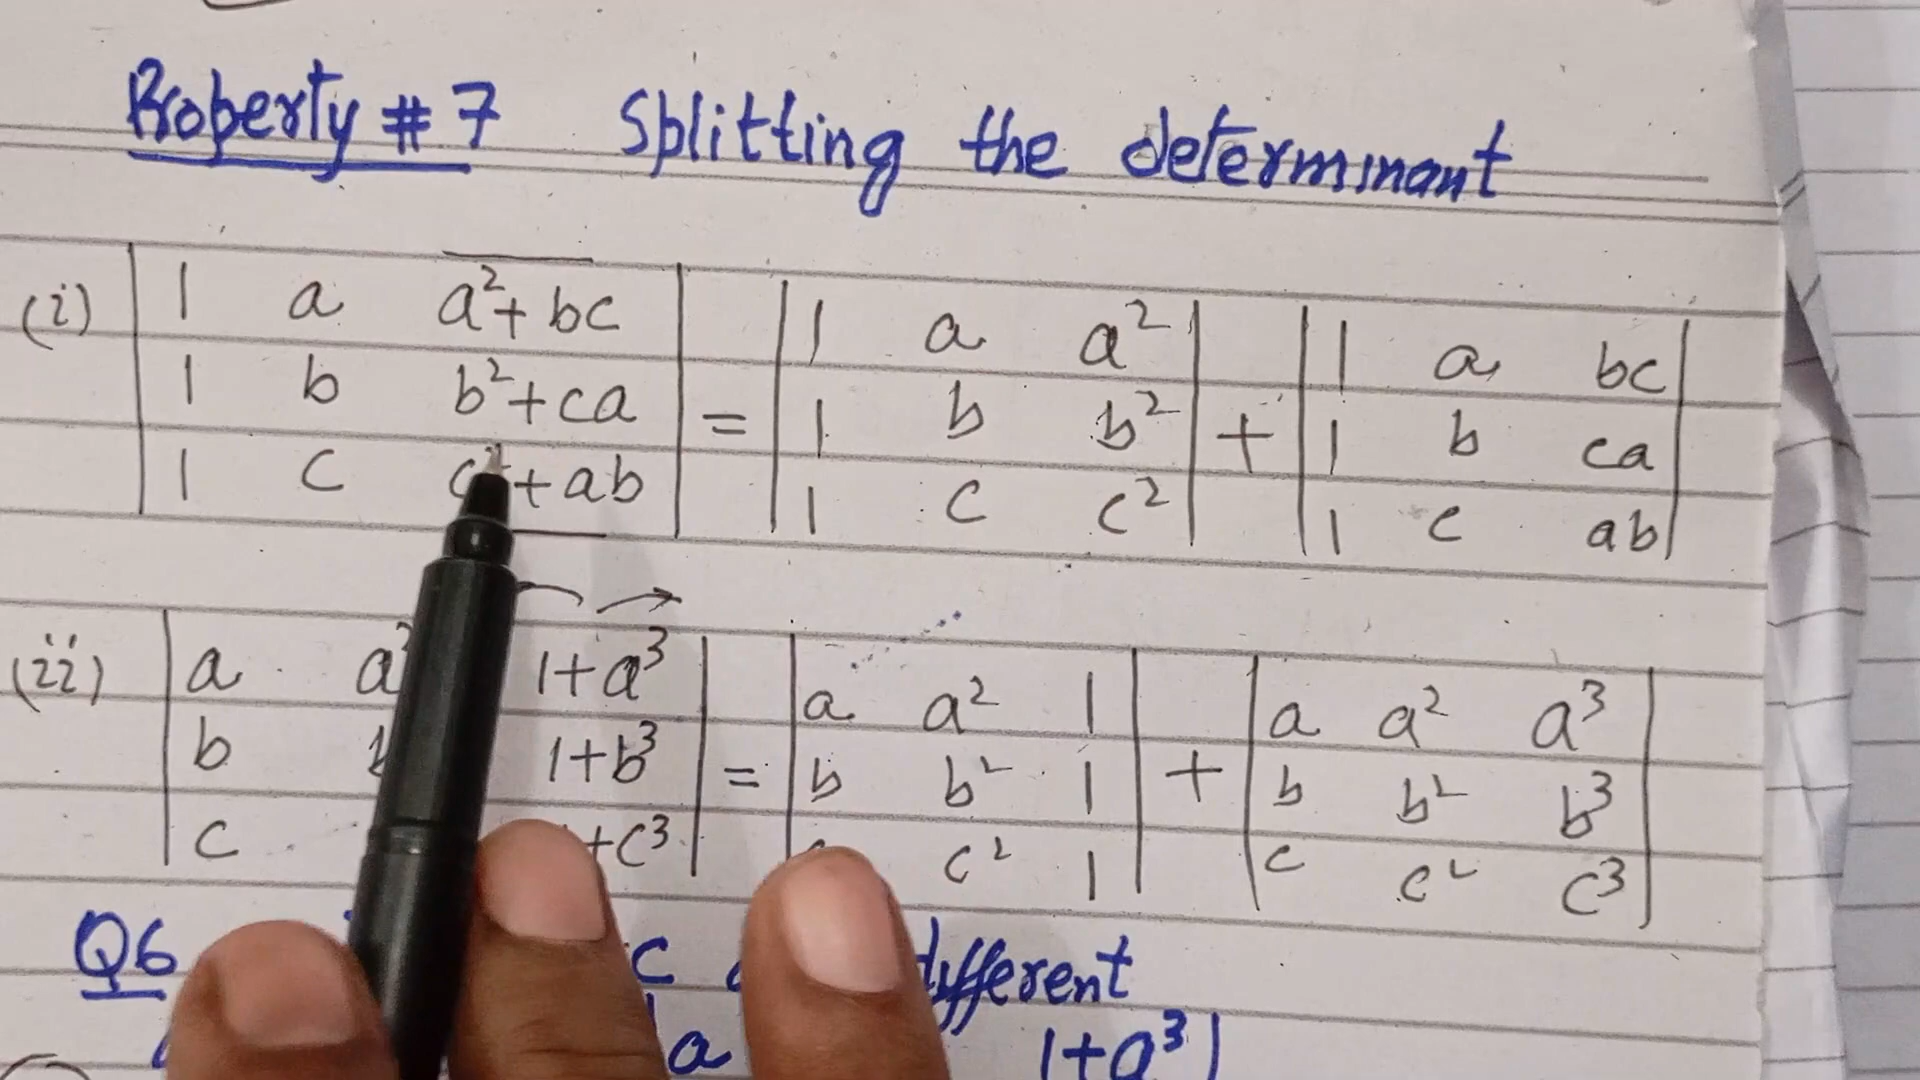 Property # 7 Splitting the determinant
(i) | 1 a a²+bc | = | 1 a a² | + | 1 a bc |
| 1 b b²+ca | | 1 b b² | | 1 b ca |
| 1 c c²+ab | | 1 c c² | | 1 c ab |
(ii) | a a² 1+a³ | = | a a² 1 | + | a a² a³ |
| b 1+b³ | | b b² 1 | | b b² b³ |
| c +c³ | | c² 1 | | c c² c³ |
Q6 c different
a 1+a³ |